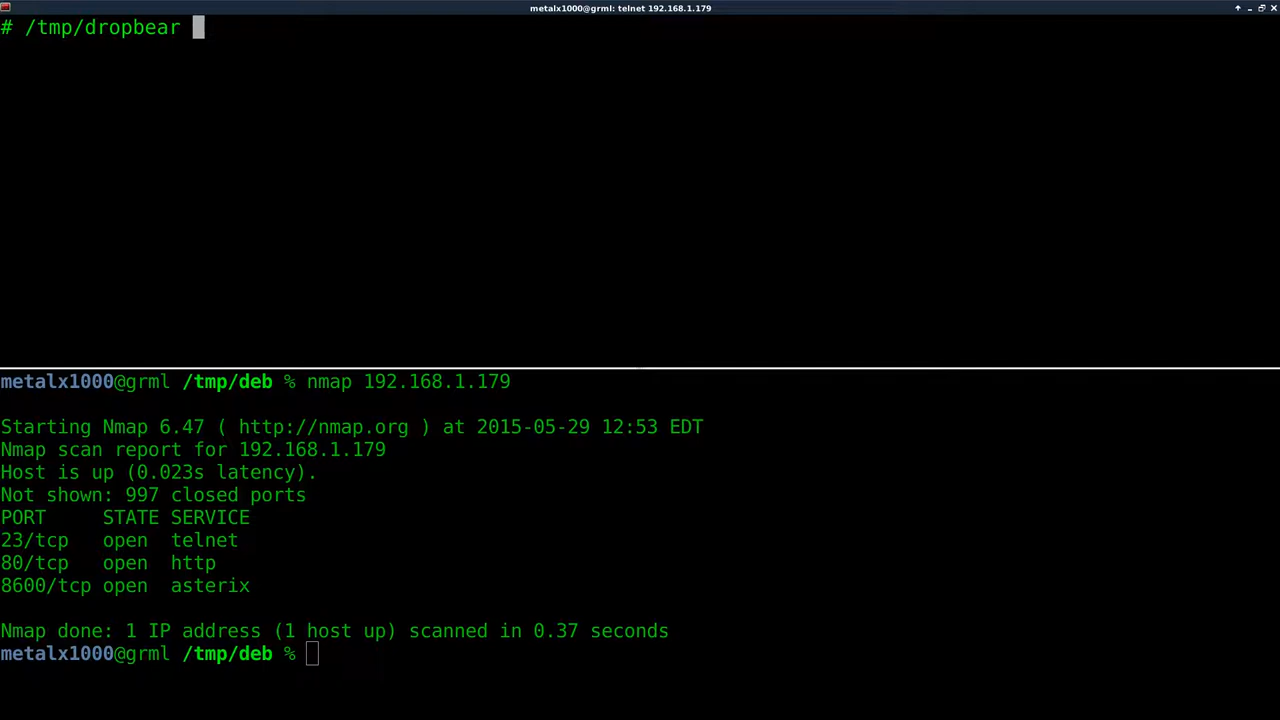 metalx1000@grml: telnet 192.168.1.179
# /tmp/dropbear
metalx1000@grml /tmp/deb % nmap 192.168.1.179
Starting Nmap 6.47 ( http://nmap.org ) at 2015-05-29 12:53 EDT
Nmap scan report for 192.168.1.179
Host is up (0.023s latency).
Not shown: 997 closed ports
PORT     STATE SERVICE
23/tcp   open  telnet
80/tcp   open  http
8600/tcp open  asterix
Nmap done: 1 IP address (1 host up) scanned in 0.37 seconds
metalx1000@grml /tmp/deb %